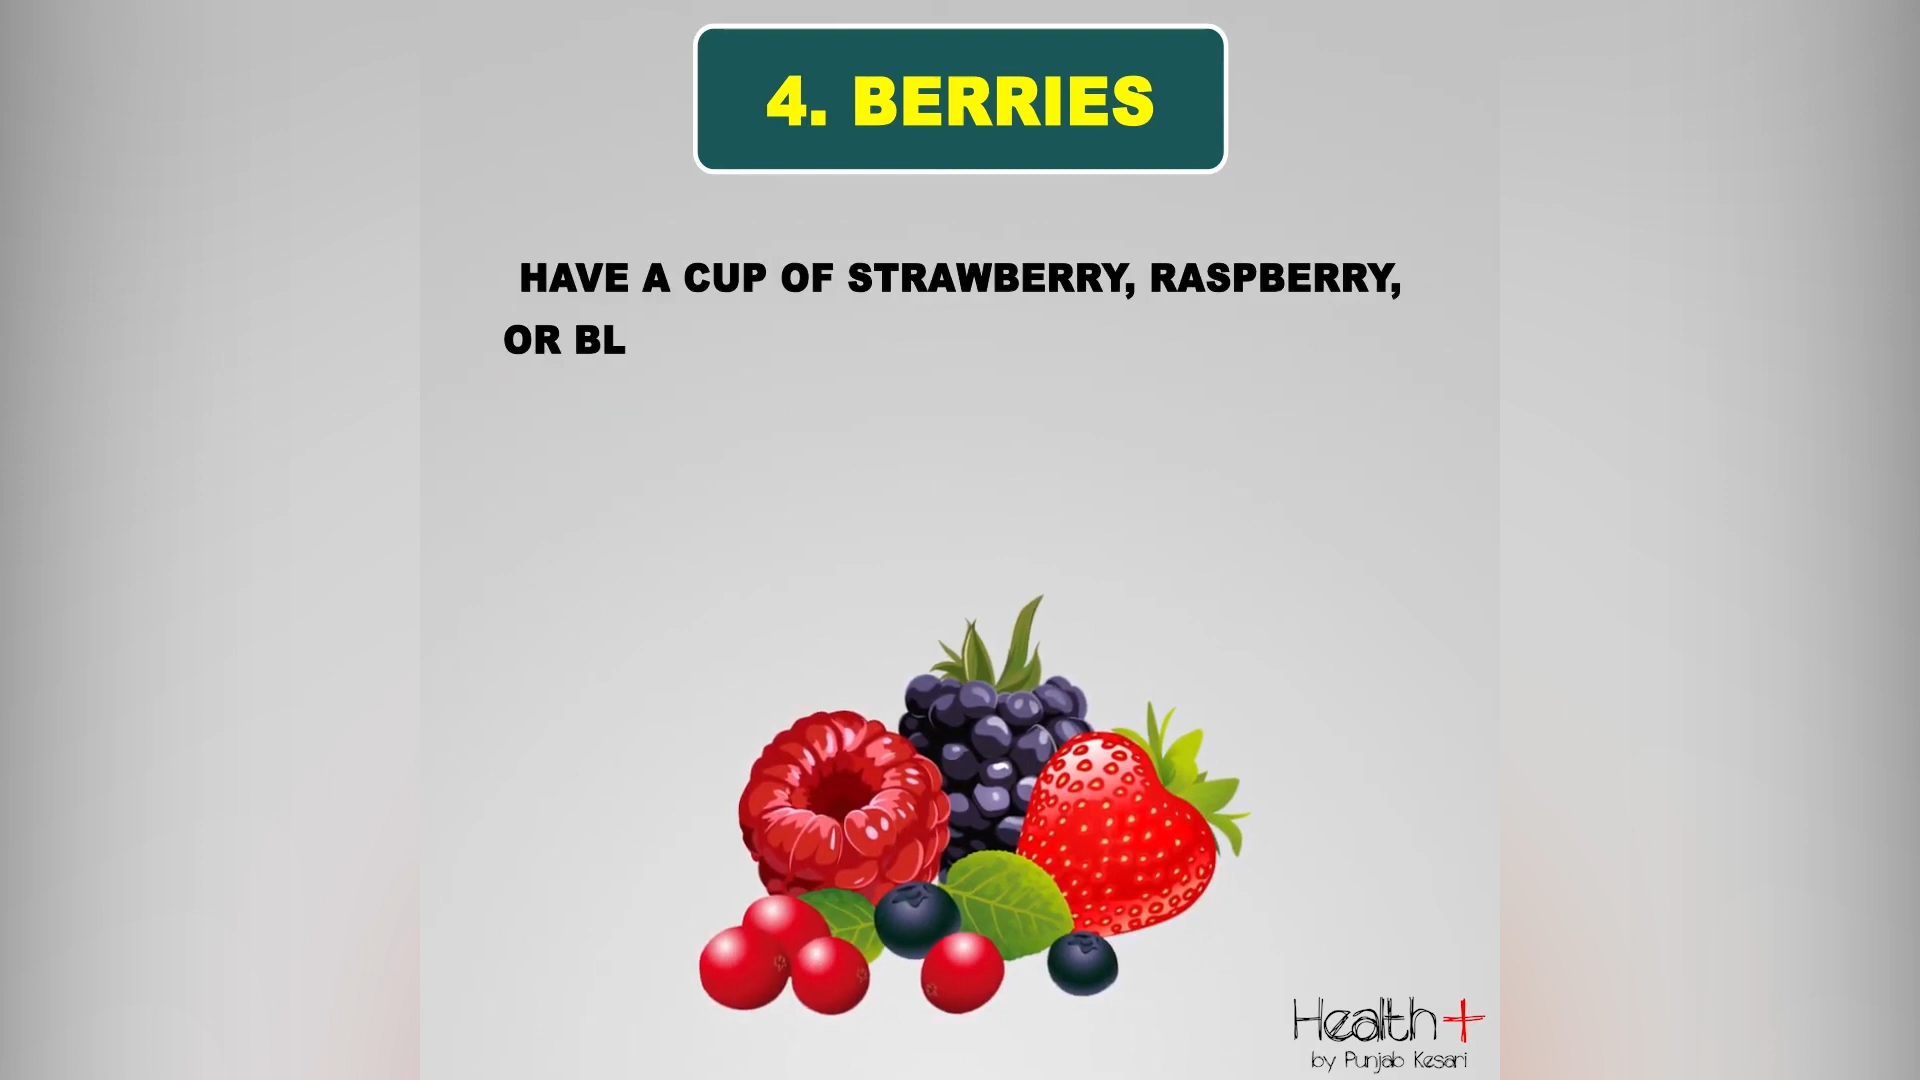 4. BERRIES
HAVE A CUP OF STRAWBERRY, RASPBERRY,
OR BL
Health+
by Punjab Kesari